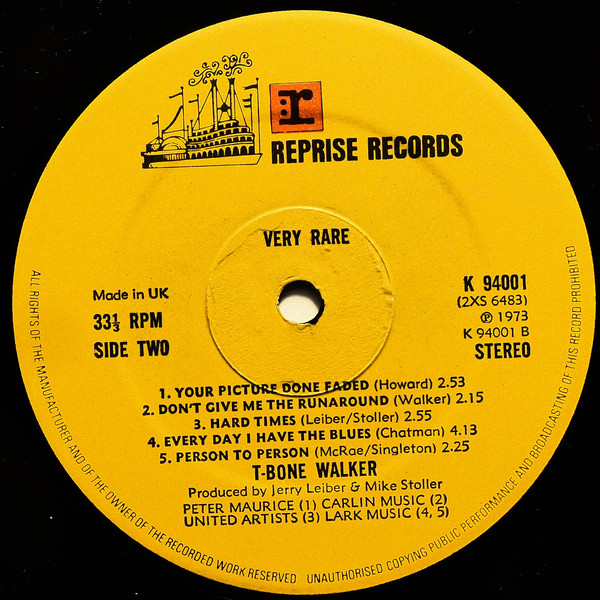 r
REPRISE RECORDS
VERY RARE
Made in UK
33⅓ RPM
SIDE TWO
K 94001
(2XS 6483)
℗ 1973
K 94001 B
STEREO
1. YOUR PICTURE DONE FADED (Howard) 2.53
2. DON'T GIVE ME THE RUNAROUND (Walker) 2.15
3. HARD TIMES (Leiber/Stoller) 2.55
4. EVERY DAY I HAVE THE BLUES (Chatman) 4.13
5. PERSON TO PERSON (McRae/Singleton) 2.25
T-BONE WALKER
Produced by Jerry Leiber & Mike Stoller
PETER MAURICE (1) CARLIN MUSIC (2)
UNITED ARTISTS (3) LARK MUSIC (4, 5)
ALL RIGHTS OF THE MANUFACTURER AND OF THE OWNER OF THE RECORDED WORK RESERVED UNAUTHORISED COPYING PUBLIC PERFORMANCE AND BROADCASTING OF THIS RECORD PROHIBITED